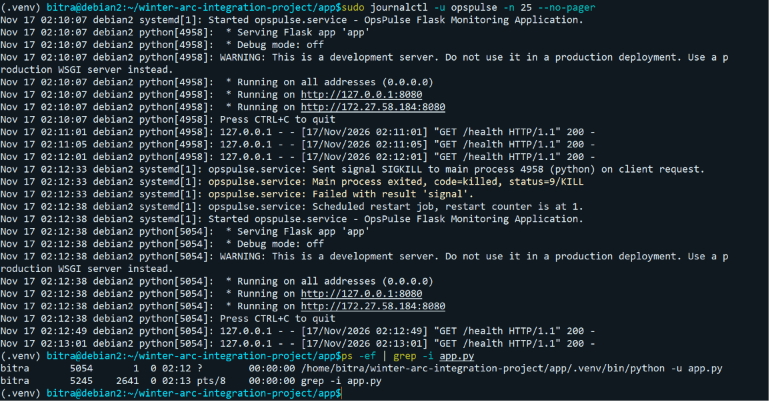 (.venv) bitra@debian2:~/winter-arc-integration-project/app$sudo journalctl -u opspulse -n 25 --no-pager
Nov 17 02:10:07 debian2 systemd[1]: Started opspulse.service - OpsPulse Flask Monitoring Application.
Nov 17 02:10:07 debian2 python[4958]:  * Serving Flask app 'app'
Nov 17 02:10:07 debian2 python[4958]:  * Debug mode: off
Nov 17 02:10:07 debian2 python[4958]: WARNING: This is a development server. Do not use it in a production deployment. Use a p
roduction WSGI server instead.
Nov 17 02:10:07 debian2 python[4958]:  * Running on all addresses (0.0.0.0)
Nov 17 02:10:07 debian2 python[4958]:  * Running on http://127.0.0.1:8080
Nov 17 02:10:07 debian2 python[4958]:  * Running on http://172.27.58.184:8080
Nov 17 02:10:07 debian2 python[4958]: Press CTRL+C to quit
Nov 17 02:11:01 debian2 python[4958]: 127.0.0.1 - - [17/Nov/2026 02:11:01] "GET /health HTTP/1.1" 200 -
Nov 17 02:11:05 debian2 python[4958]: 127.0.0.1 - - [17/Nov/2026 02:11:05] "GET /health HTTP/1.1" 200 -
Nov 17 02:12:01 debian2 python[4958]: 127.0.0.1 - - [17/Nov/2026 02:12:01] "GET /health HTTP/1.1" 200 -
Nov 17 02:12:33 debian2 systemd[1]: opspulse.service: Sent signal SIGKILL to main process 4958 (python) on client request.
Nov 17 02:12:33 debian2 systemd[1]: opspulse.service: Main process exited, code=killed, status=9/KILL
Nov 17 02:12:33 debian2 systemd[1]: opspulse.service: Failed with result 'signal'.
Nov 17 02:12:38 debian2 systemd[1]: opspulse.service: Scheduled restart job, restart counter is at 1.
Nov 17 02:12:38 debian2 systemd[1]: Started opspulse.service - OpsPulse Flask Monitoring Application.
Nov 17 02:12:38 debian2 python[5054]:  * Serving Flask app 'app'
Nov 17 02:12:38 debian2 python[5054]:  * Debug mode: off
Nov 17 02:12:38 debian2 python[5054]: WARNING: This is a development server. Do not use it in a production deployment. Use a p
roduction WSGI server instead.
Nov 17 02:12:38 debian2 python[5054]:  * Running on all addresses (0.0.0.0)
Nov 17 02:12:38 debian2 python[5054]:  * Running on http://127.0.0.1:8080
Nov 17 02:12:38 debian2 python[5054]:  * Running on http://172.27.58.184:8080
Nov 17 02:12:38 debian2 python[5054]: Press CTRL+C to quit
Nov 17 02:12:49 debian2 python[5054]: 127.0.0.1 - - [17/Nov/2026 02:12:49] "GET /health HTTP/1.1" 200 -
Nov 17 02:13:01 debian2 python[5054]: 127.0.0.1 - - [17/Nov/2026 02:13:01] "GET /health HTTP/1.1" 200 -
(.venv) bitra@debian2:~/winter-arc-integration-project/app$ps -ef | grep -i app.py
bitra       5054       1  0 02:12 ?        00:00:00 /home/bitra/winter-arc-integration-project/app/.venv/bin/python -u app.py
bitra       5245    2641  0 02:13 pts/8    00:00:00 grep -i app.py
(.venv) bitra@debian2:~/winter-arc-integration-project/app$